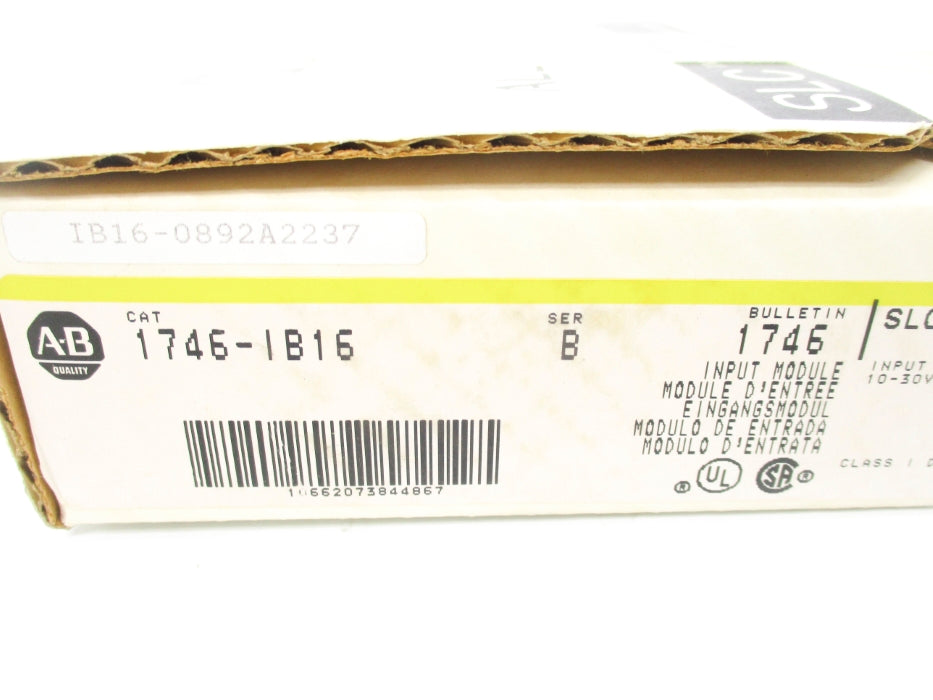 SLC
IB16-0892A2237
A·B
QUALITY
CAT
1746-IB16
SER
B
BULLETIN
1746
INPUT MODULE
MODULE D'ENTREE
EINGANGSMODUL
MODULO DE ENTRADA
MODULO D'ENTRATA
® UL SA ®
SLC
INPUT
10-30V
CLASS I D